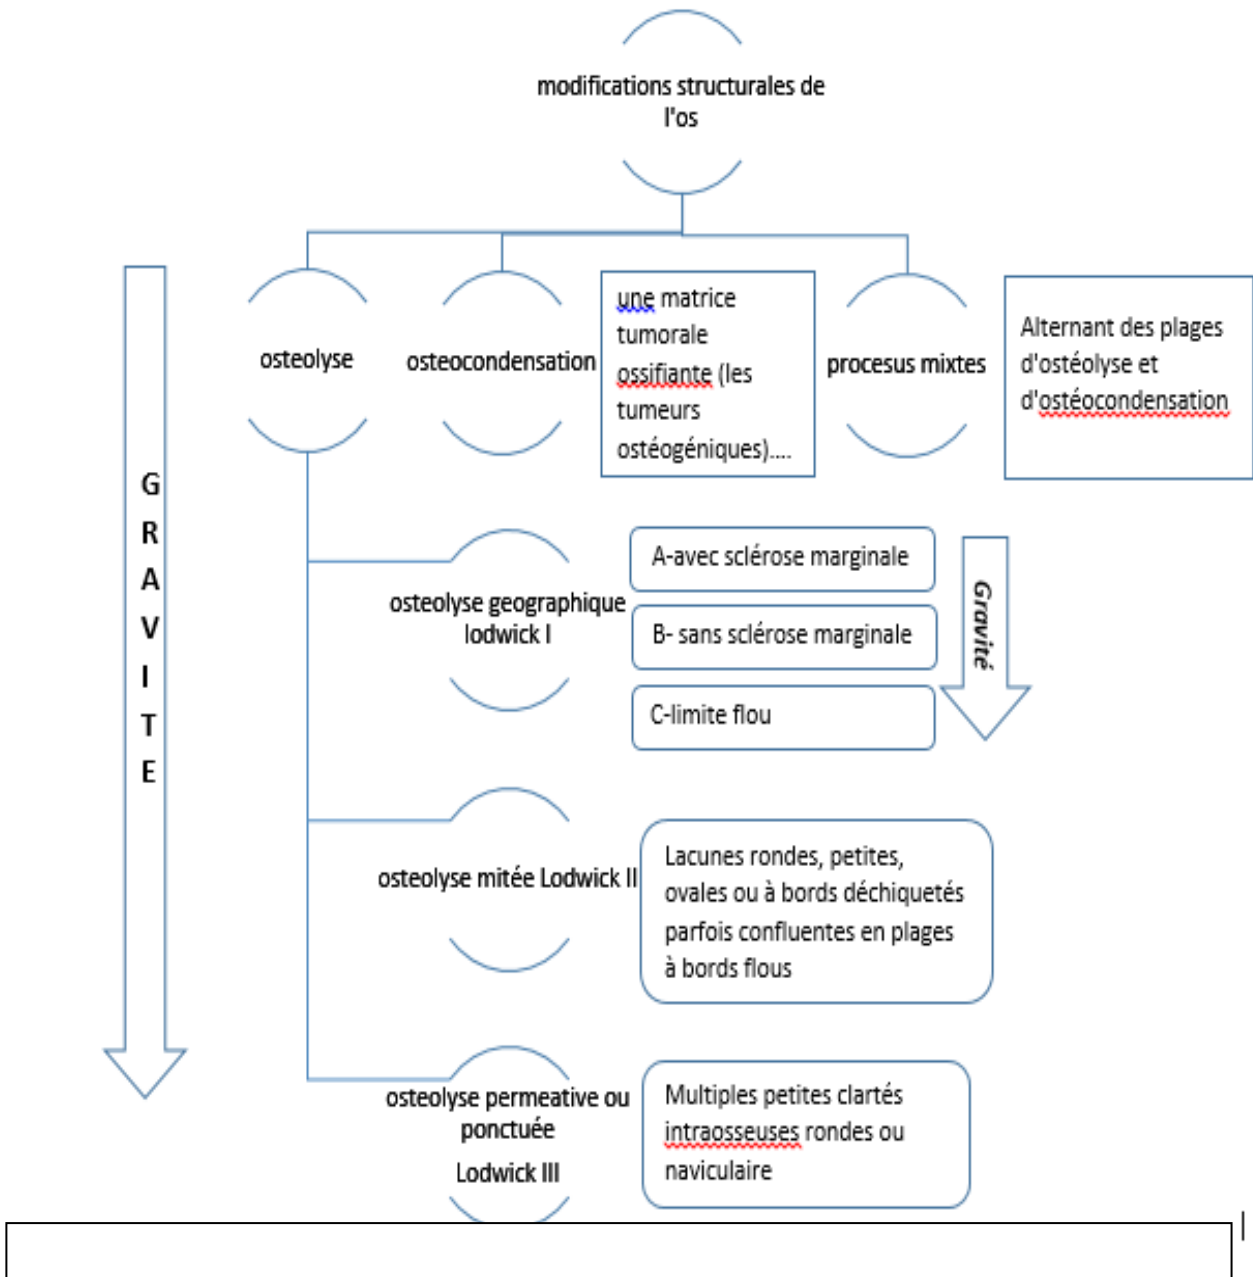 modifications structurales de
l'os
osteolyse
osteocondensation
une matrice
tumorale
ossifiante (les
tumeurs
ostéogéniques)....
procesus mixtes
Alternant des plages
d'ostéolyse et
d'ostéocondensation
G
R
A
V
I
T
E
osteolyse geographique
lodwick I
A-avec sclérose marginale
B- sans sclérose marginale
C-limite flou
Gravité
osteolyse mitée Lodwick II
Lacunes rondes, petites,
ovales ou à bords déchiquetés
parfois confluentes en plages
à bords flous
osteolyse permeative ou
ponctuée
Lodwick III
Multiples petites clartés
intraosseuses rondes ou
naviculaire